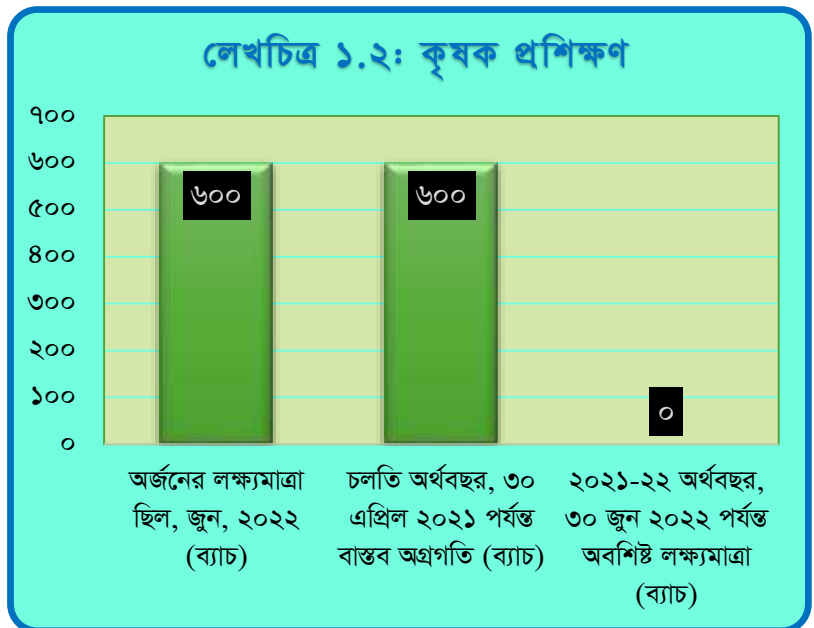 লেখচিত্র ১.২: কৃষক প্রশিক্ষণ
৭০০
৬০০
৫০০
৪০০
৩০০
২০০
১০০
০
৬০০
৬০০
০
অর্জনের লক্ষ্যমাত্রা
ছিল, জুন, ২০২২
(ব্যাচ)
চলতি অর্থবছর, ৩০
এপ্রিল ২০২১ পর্যন্ত
বাস্তব অগ্রগতি (ব্যাচ)
২০২১-২২ অর্থবছর,
৩০ জুন ২০২২ পর্যন্ত
অবশিষ্ট লক্ষ্যমাত্রা
(ব্যাচ)